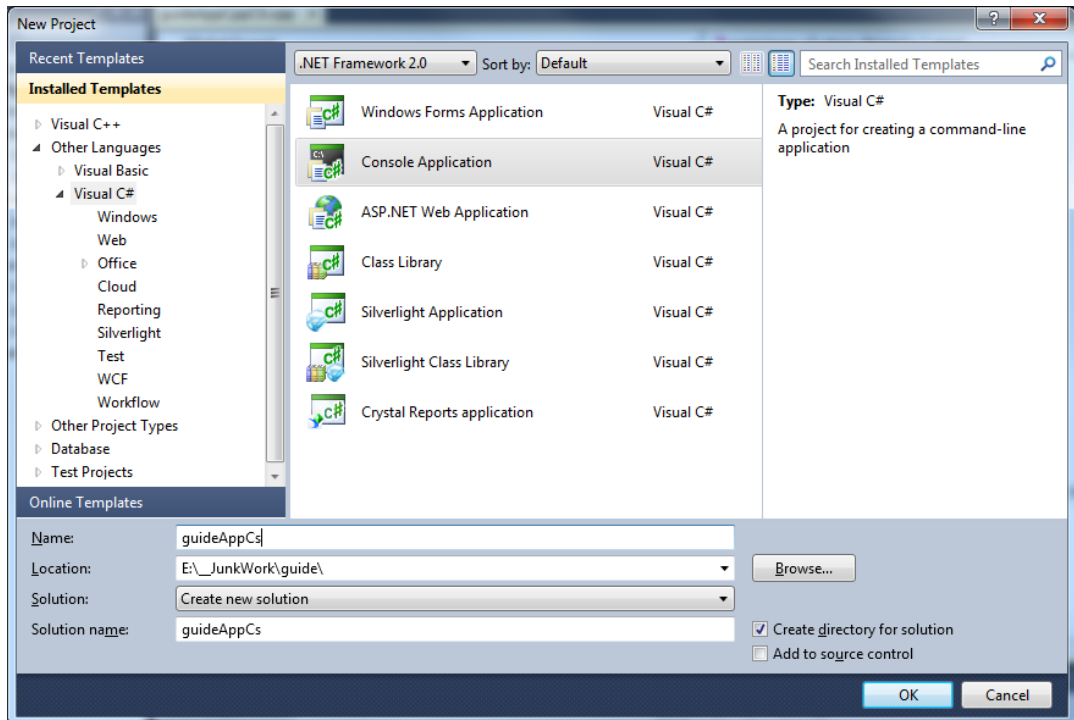 New Project
Recent Templates
Installed Templates
Visual C++
Other Languages
Visual Basic
Visual C#
Windows
Web
Office
Cloud
Reporting
Silverlight
Test
WCF
Workflow
Other Project Types
Database
Test Projects
Online Templates
.NET Framework 2.0 Sort by: Default Search Installed Templates
Windows Forms Application Visual C#
Console Application Visual C#
ASP.NET Web Application Visual C#
Class Library Visual C#
Silverlight Application Visual C#
Silverlight Class Library Visual C#
Crystal Reports application Visual C#
Type: Visual C#
A project for creating a command-line
application
Name: guideAppCs
Location: E:\__JunkWork\guide\ Browse...
Solution: Create new solution
Solution name: guideAppCs Create directory for solution
Add to source control
OK Cancel